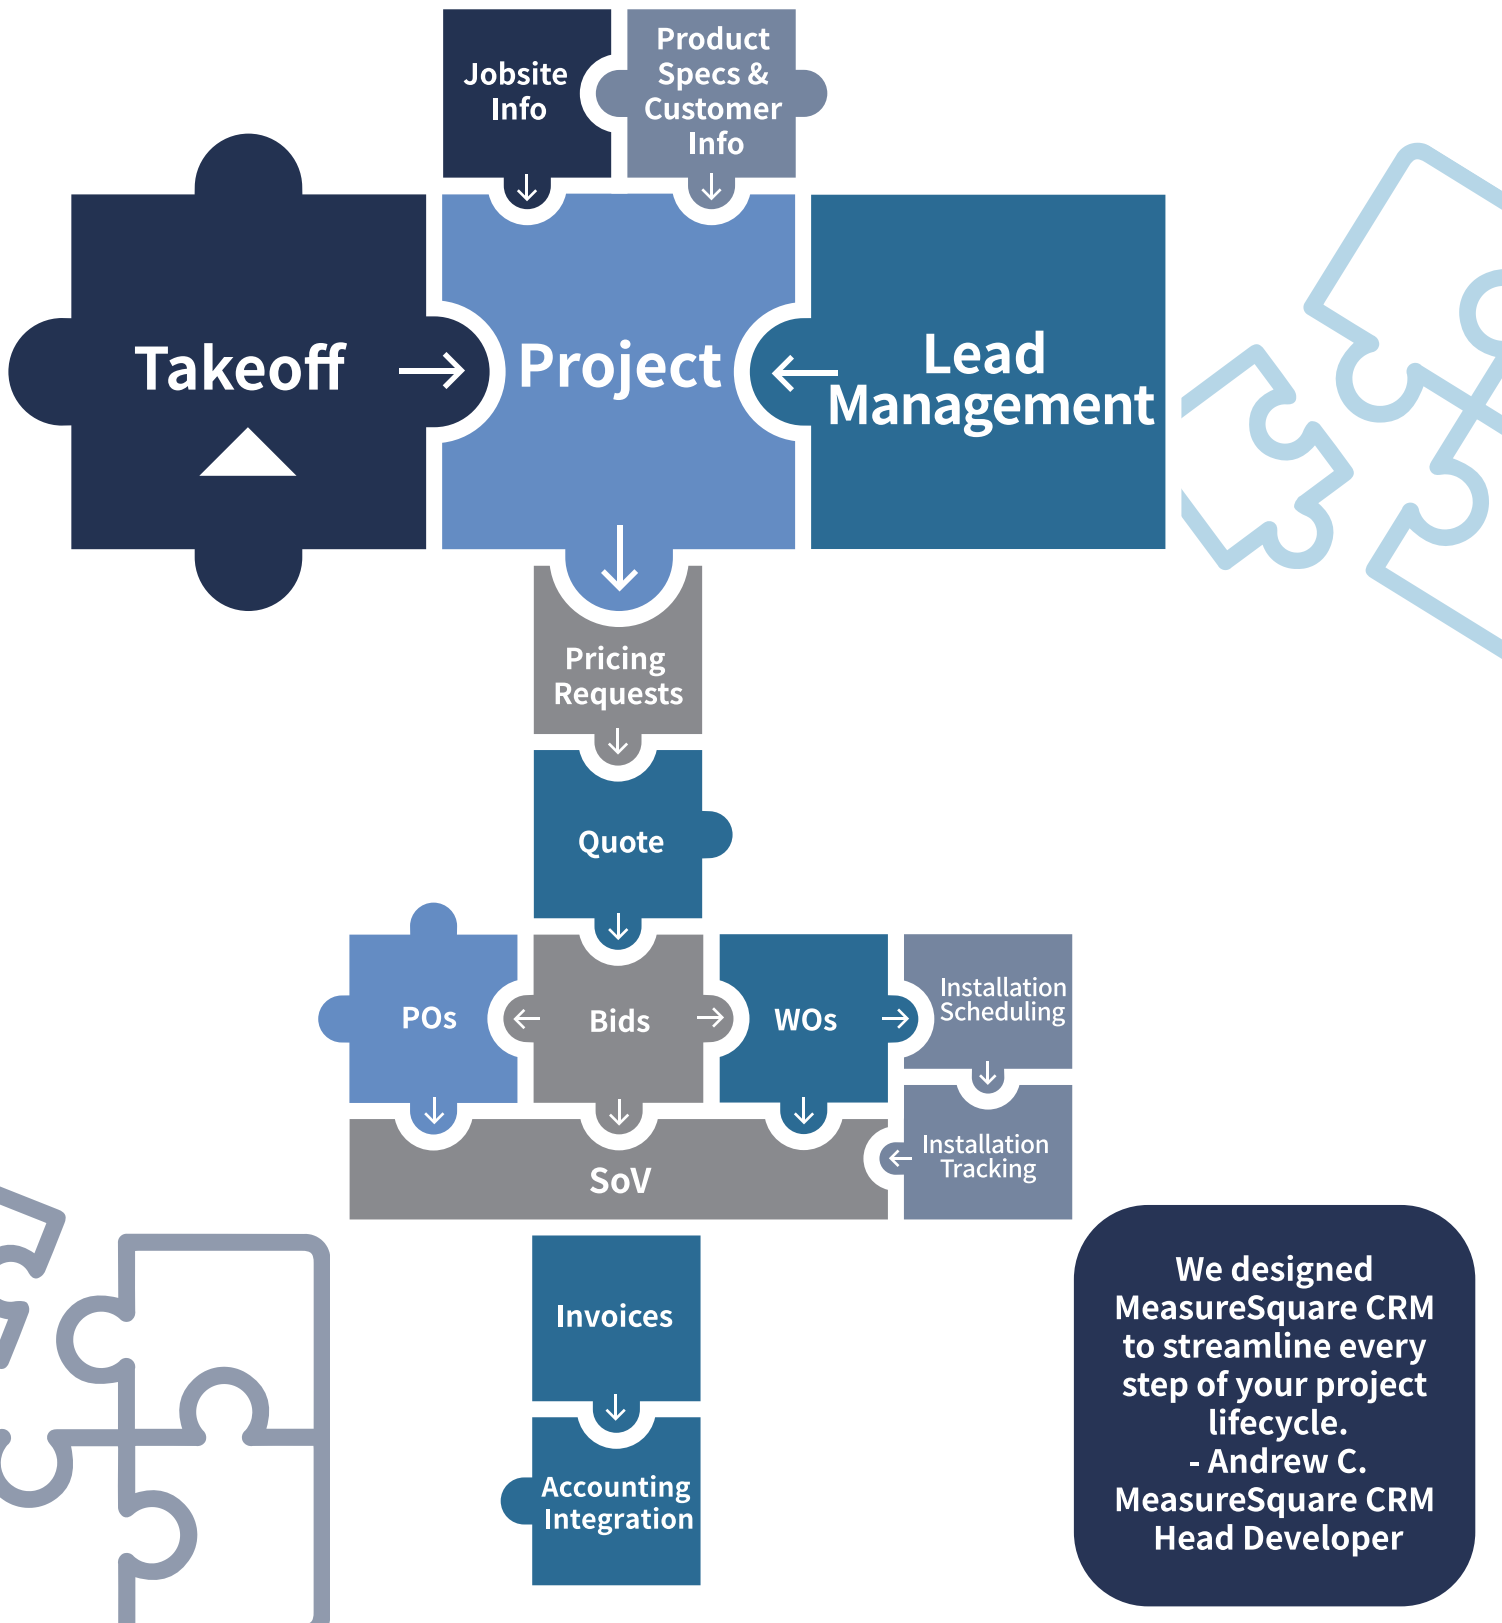 Jobsite
Info
Product
Specs &
Customer
Info
Takeoff
Project
Lead
Management
Pricing
Requests
Quote
POs
Bids
WOs
Installation
Scheduling
Installation
Tracking
SoV
Invoices
Accounting
Integration
We designed
MeasureSquare CRM
to streamline every
step of your project
lifecycle.
- Andrew C.
MeasureSquare CRM
Head Developer